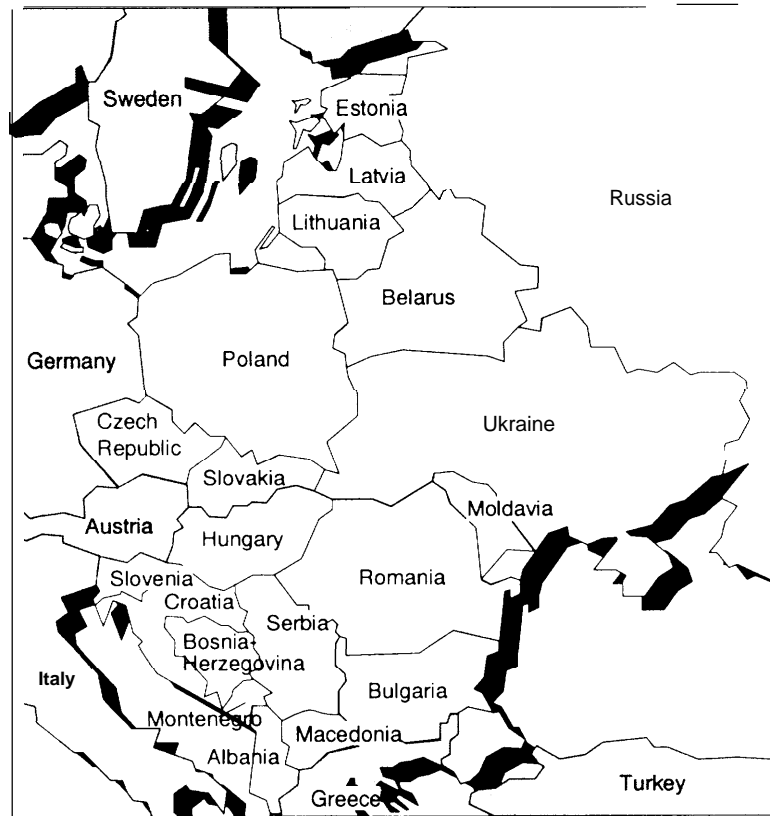 Sweden
Estonia
Latvia
Russia
Lithuania
Belarus
Germany
Poland
Czech
Republic
Ukraine
Slovakia
Moldavia
Austria
Hungary
Slovenia
Romania
Croatia
Serbia
Bosnia-
Herzegovina
Italy
Bulgaria
Montenegro
Macedonia
Albania
Turkey
Greece